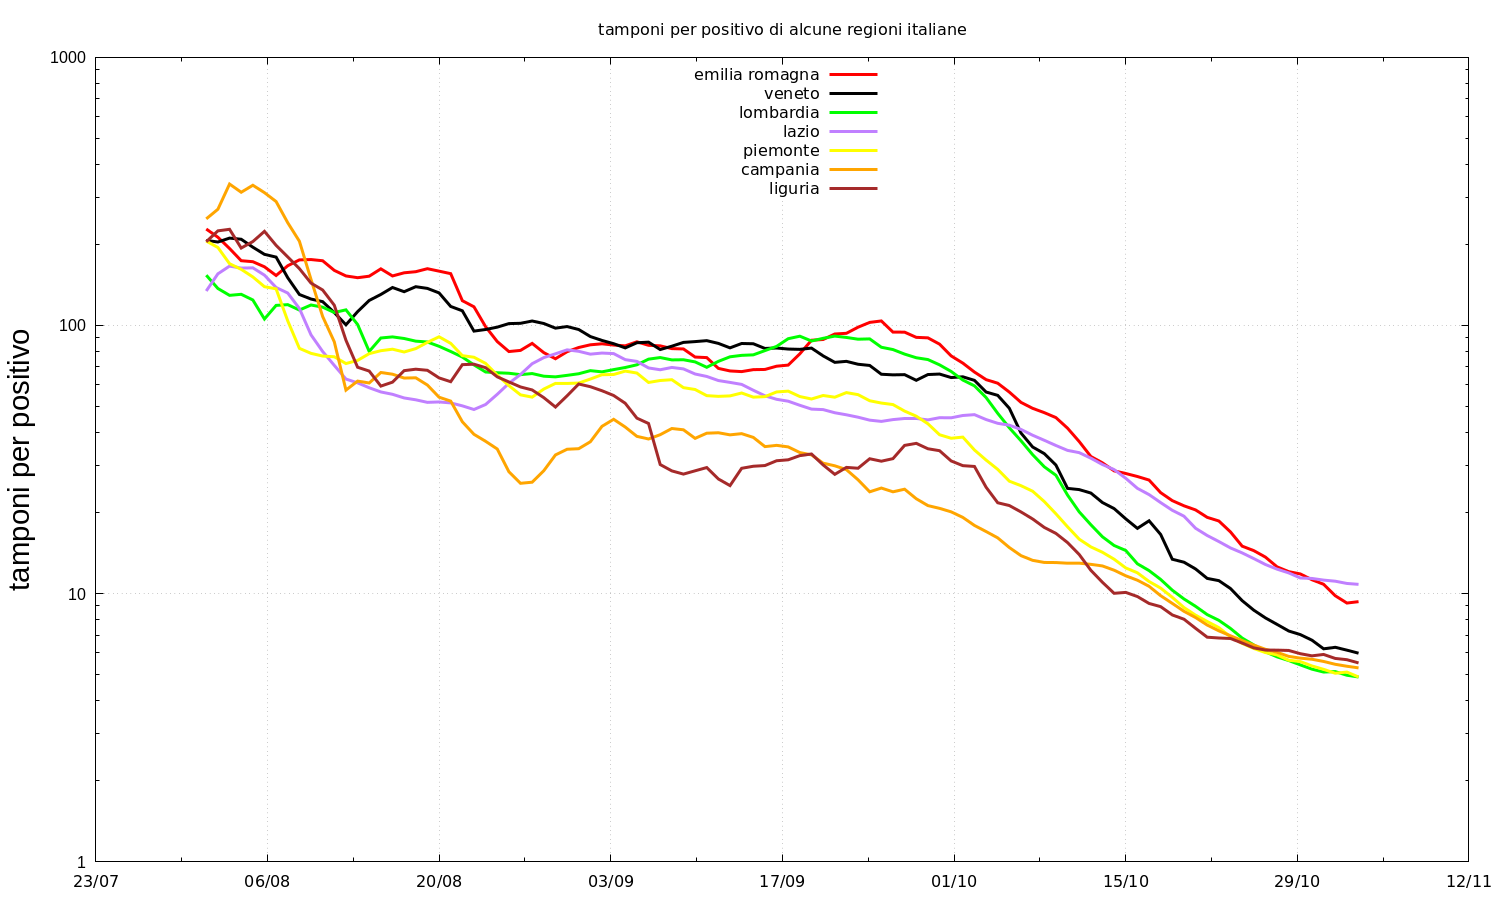 tamponi per positivo di alcune regioni italiane
1000
emilia romagna
veneto
lombardia
lazio
piemonte
campania
liguria
100
tamponi per positivo
10
1
23/07 06/08 20/08 03/09 17/09 01/10 15/10 29/10 12/11